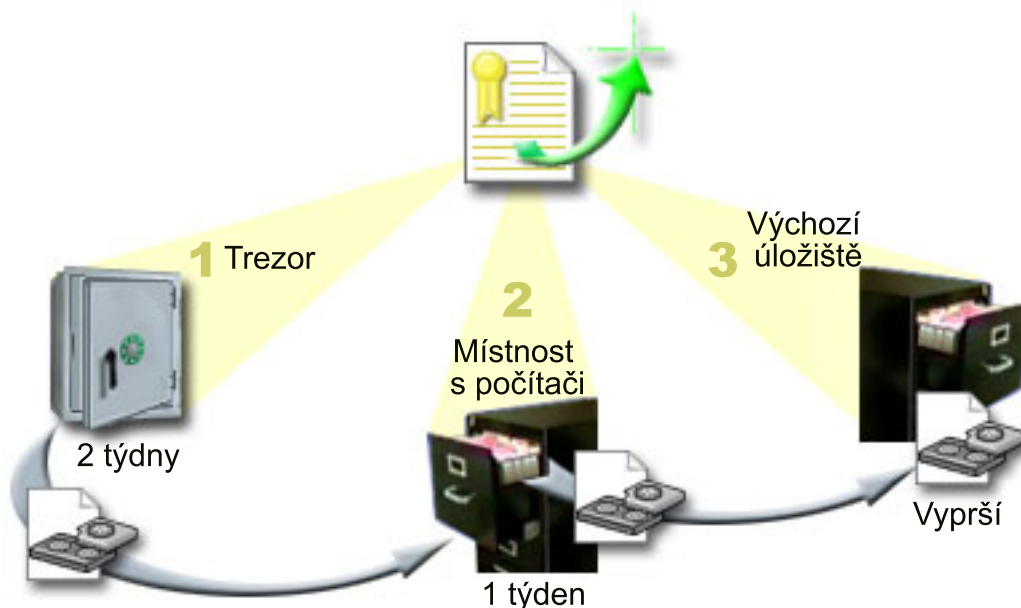 1 Trezor
2 týdny
2
Místnost
s počítači
1 týden
3 Výchozí
úložiště
Vyprší